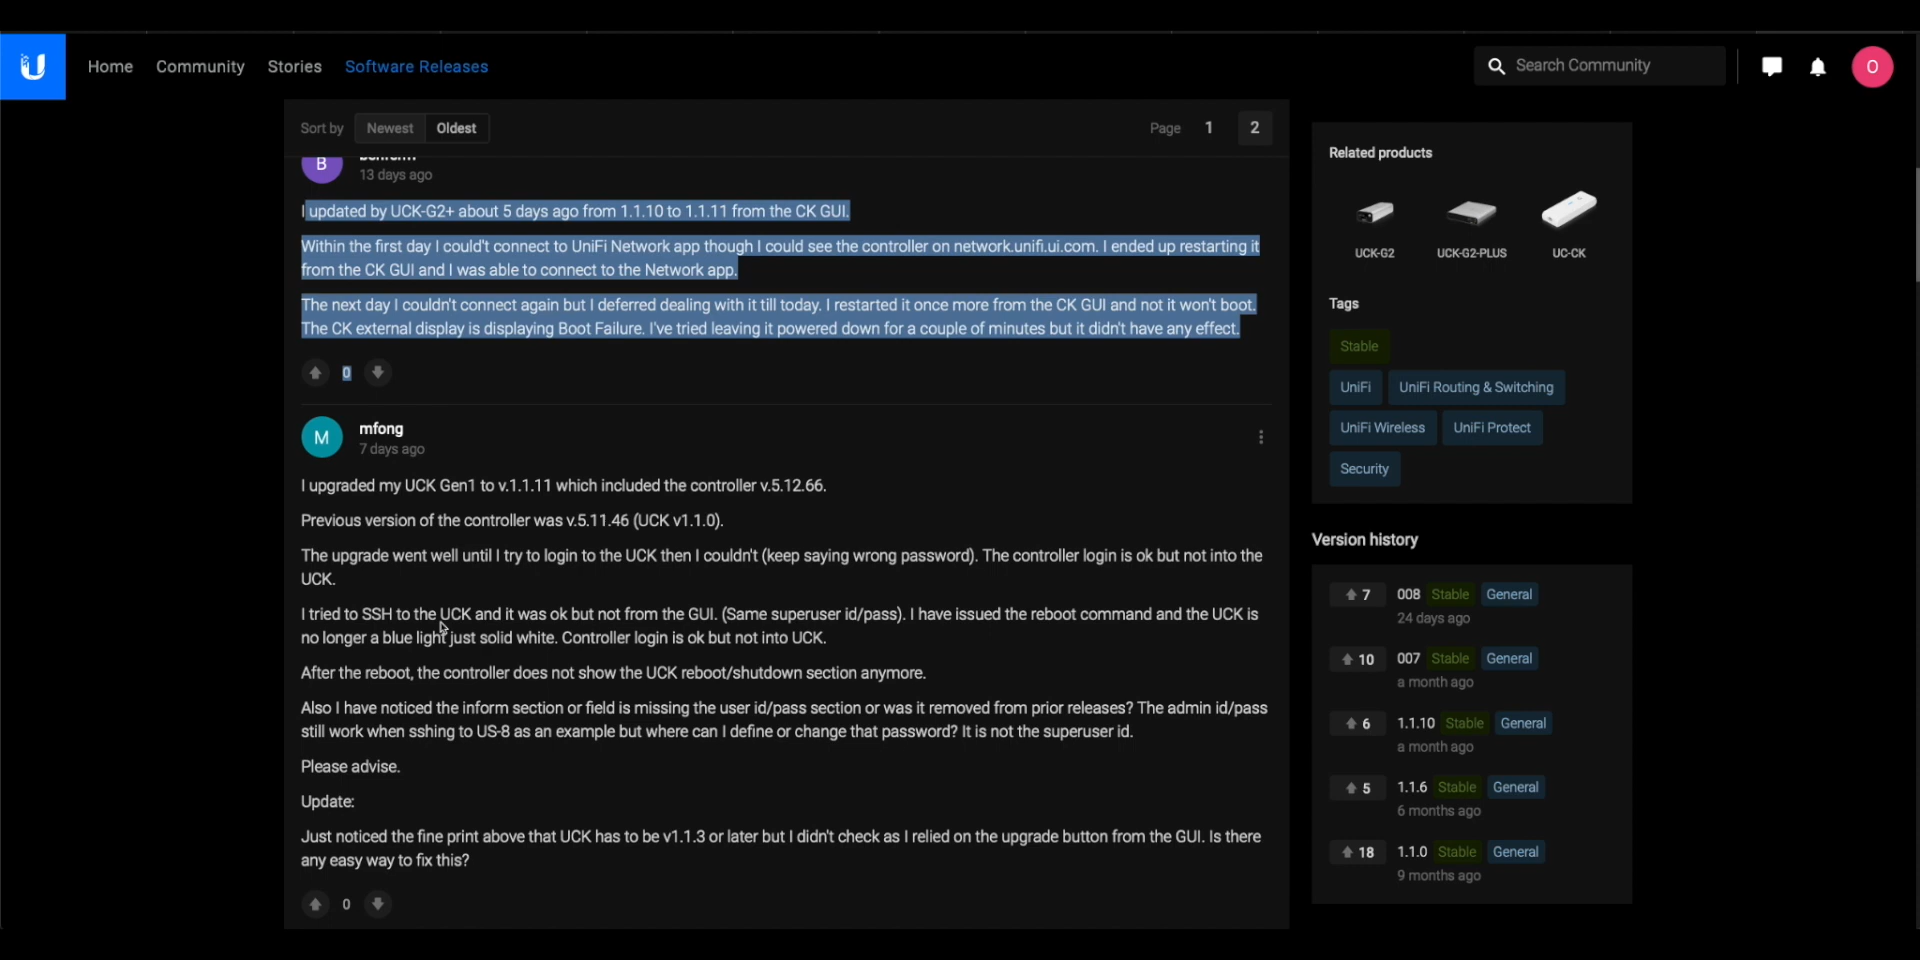 Home Community Stories Software Releases
Search Community
O
Sort by Newest Oldest
Page 1 2
B
13 days ago
I updated by UCK-G2+ about 5 days ago from 1.1.10 to 1.1.11 from the CK GUI.
Within the first day I could't connect to UniFi Network app though I could see the controller on network.unifi.ui.com. I ended up restarting it
from the CK GUI and I was able to connect to the Network app.
The next day I couldn't connect again but I deferred dealing with it till today. I restarted it once more from the CK GUI and not it won't boot.
The CK external display is displaying Boot Failure. I've tried leaving it powered down for a couple of minutes but it didn't have any effect.
0
M
mfong
7 days ago
I upgraded my UCK Gen1 to v.1.1.11 which included the controller v.5.12.66.
Previous version of the controller was v.5.11.46 (UCK v1.1.0).
The upgrade went well until I try to login to the UCK then I couldn't (keep saying wrong password). The controller login is ok but not into the
UCK.
I tried to SSH to the UCK and it was ok but not from the GUI. (Same superuser id/pass). I have issued the reboot command and the UCK is
no longer a blue light just solid white. Controller login is ok but not into UCK.
After the reboot, the controller does not show the UCK reboot/shutdown section anymore.
Also I have noticed the inform section or field is missing the user id/pass section or was it removed from prior releases? The admin id/pass
still work when sshing to US-8 as an example but where can I define or change that password? It is not the superuser id.
Please advise.
Update:
Just noticed the fine print above that UCK has to be v1.1.3 or later but I didn't check as I relied on the upgrade button from the GUI. Is there
any easy way to fix this?
0
Related products
UCK-G2 UCK-G2-PLUS UC-CK
Tags
Stable
UniFi UniFi Routing & Switching
UniFi Wireless UniFi Protect
Security
Version history
7 008 Stable General
24 days ago
10 007 Stable General
a month ago
6 1.1.10 Stable General
a month ago
5 1.1.6 Stable General
6 months ago
18 1.1.0 Stable General
9 months ago